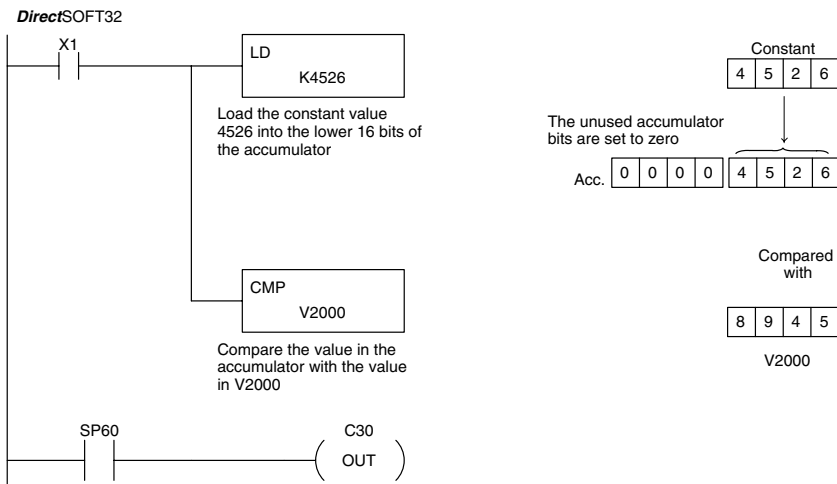 DirectSOFT32
X1
LD
K4526
Load the constant value
4526 into the lower 16 bits of
the accumulator
Constant
4 5 2 6
The unused accumulator
bits are set to zero
Acc. 0 0 0 0 4 5 2 6
CMP
V2000
Compare the value in the
accumulator with the value
in V2000
Compared
with
8 9 4 5
V2000
SP60
C30
OUT